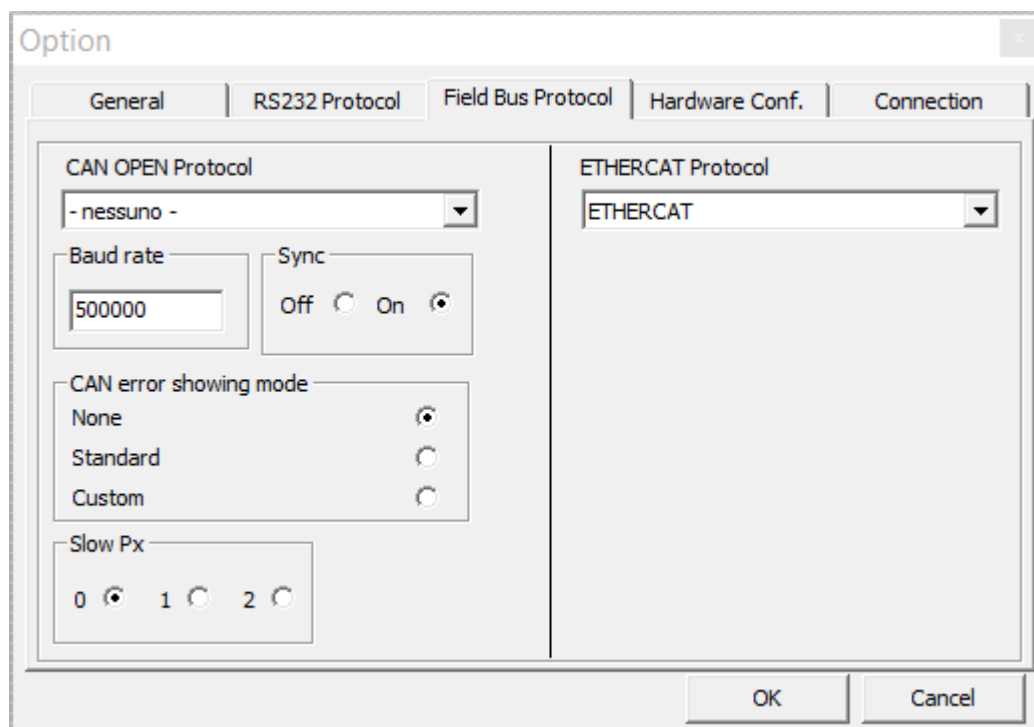 Option
General RS232 Protocol Field Bus Protocol Hardware Conf. Connection
CAN OPEN Protocol
- nessuno -
Baud rate
500000
Sync
Off On
CAN error showing mode
None
Standard
Custom
Slow Px
0 1 2
ETHERCAT Protocol
ETHERCAT
OK Cancel